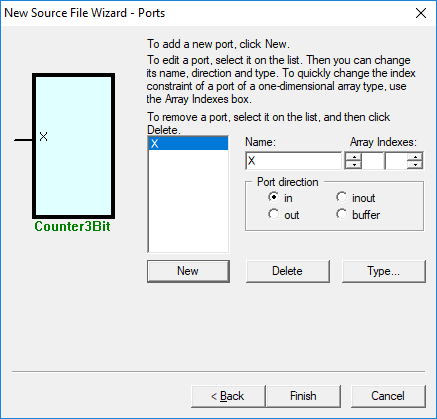 New Source File Wizard - Ports
To add a new port, click New.
To edit a port, select it on the list. Then you can change
its name, direction and type. To quickly change the index
constraint of a port of a one-dimensional array type, use
the Array Indexes box.
To remove a port, select it on the list, and then click
Delete.
X
Counter3Bit
X
Name: Array Indexes:
X
Port direction
in inout
out buffer
New Delete Type...
< Back Finish Cancel